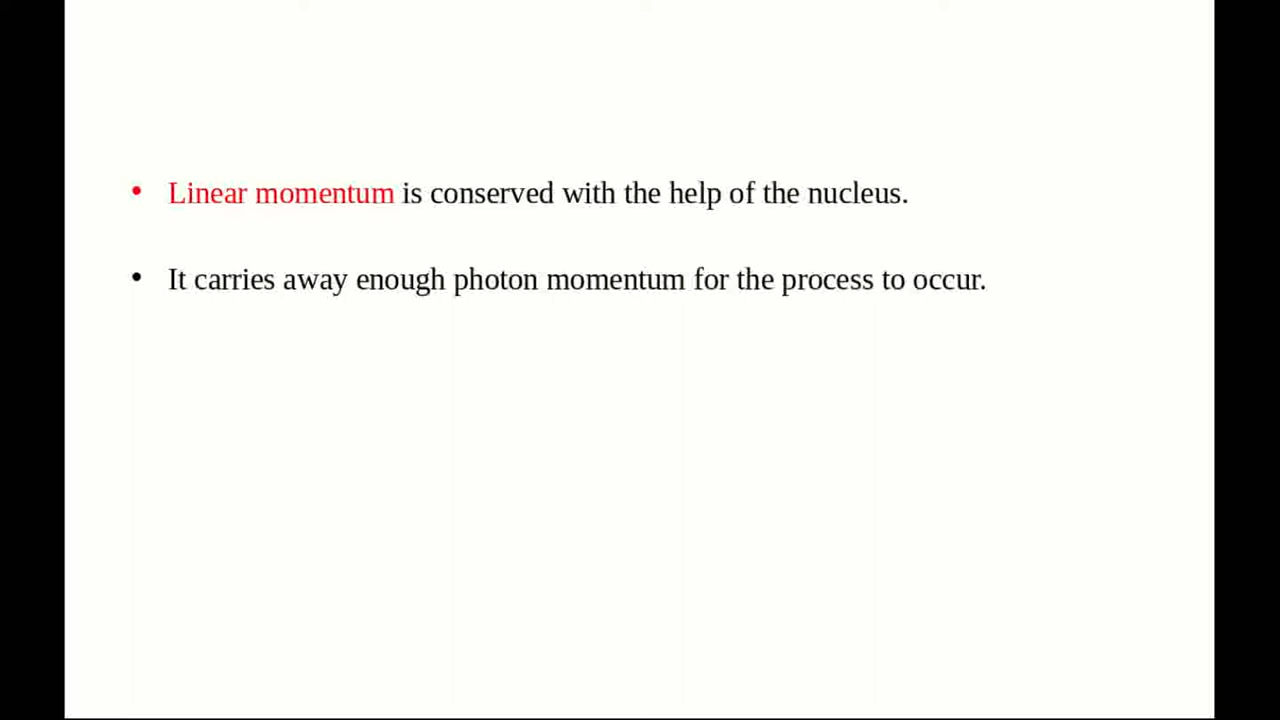 • Linear momentum is conserved with the help of the nucleus.
• It carries away enough photon momentum for the process to occur.